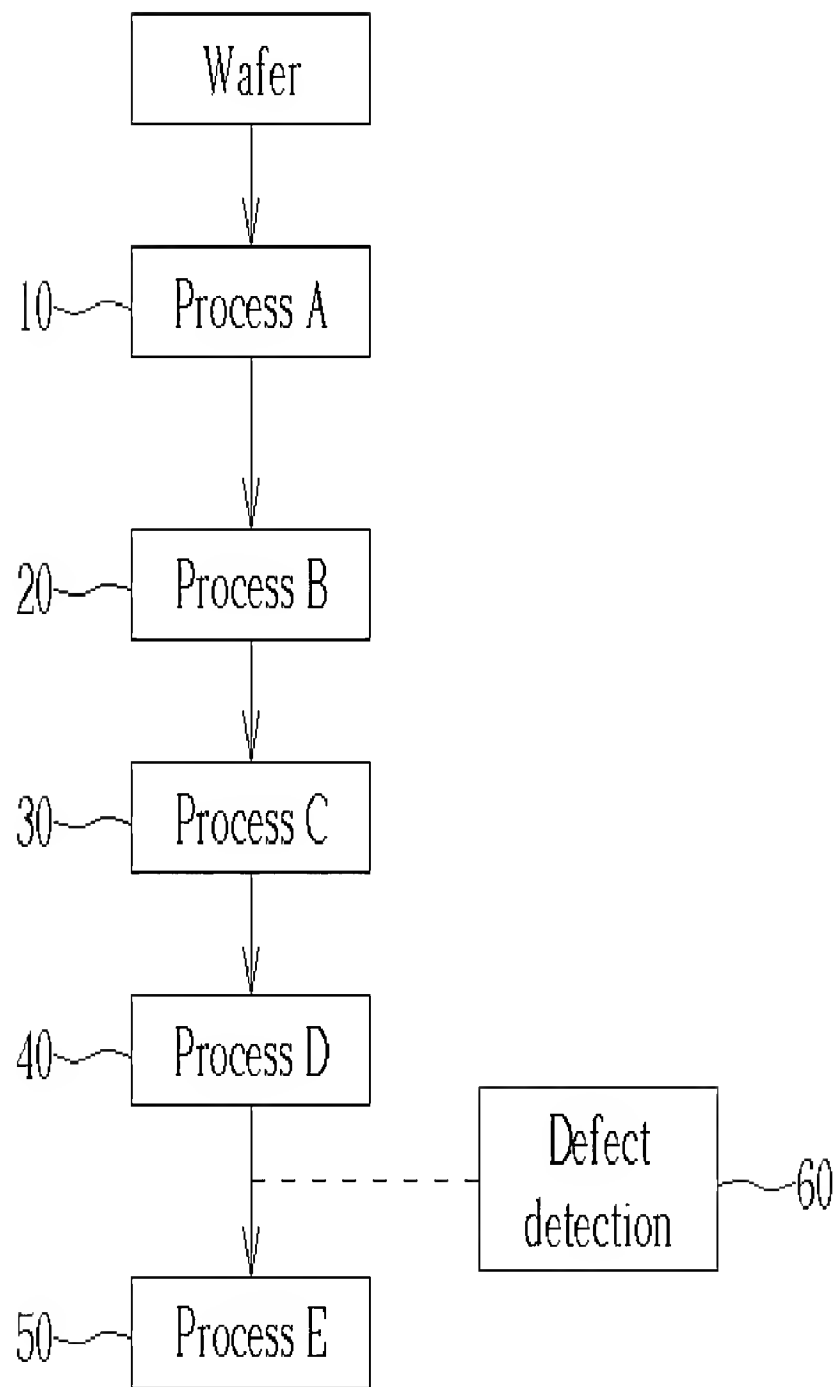 Wafer
10
Process A
20
Process B
30
Process C
40
Process D
Defect
detection
60
50
Process E